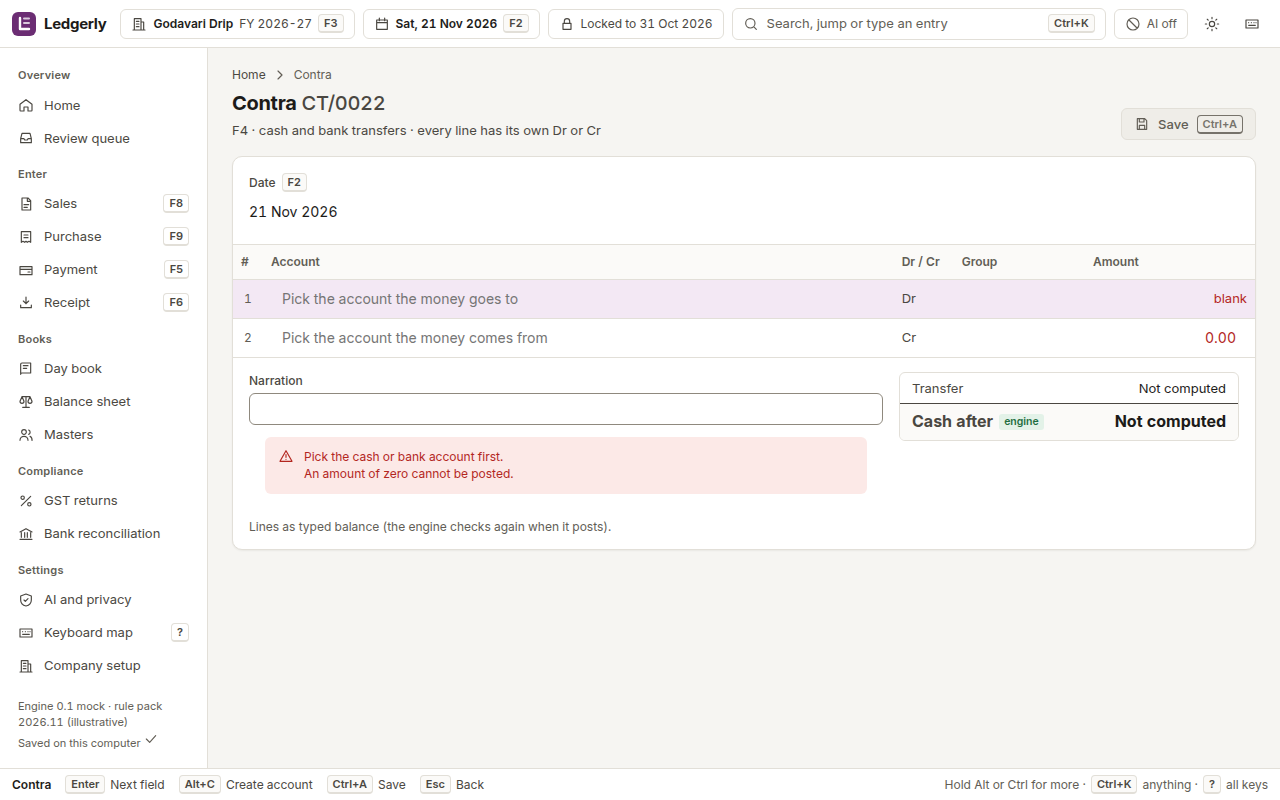 Ledgerly
Godavari Drip FY 2026-27 F3
Sat, 21 Nov 2026 F2
Locked to 31 Oct 2026
Search, jump or type an entry Ctrl+K
AI off
Overview
Home
Review queue
Enter
Sales F8
Purchase F9
Payment F5
Receipt F6
Books
Day book
Balance sheet
Masters
Compliance
GST returns
Bank reconciliation
Settings
AI and privacy
Keyboard map ?
Company setup
Engine 0.1 mock · rule pack
2026.11 (illustrative)
Saved on this computer
Home Contra
Contra CT/0022
F4 · cash and bank transfers · every line has its own Dr or Cr
Save Ctrl+A
Date F2
21 Nov 2026
# Account Dr / Cr Group Amount
1 Pick the account the money goes to Dr blank
2 Pick the account the money comes from Cr 0.00
Narration
Pick the cash or bank account first.
An amount of zero cannot be posted.
Lines as typed balance (the engine checks again when it posts).
Transfer Not computed
Cash after engine Not computed
Contra Enter Next field Alt+C Create account Ctrl+A Save Esc Back
Hold Alt or Ctrl for more · Ctrl+K anything · ? all keys